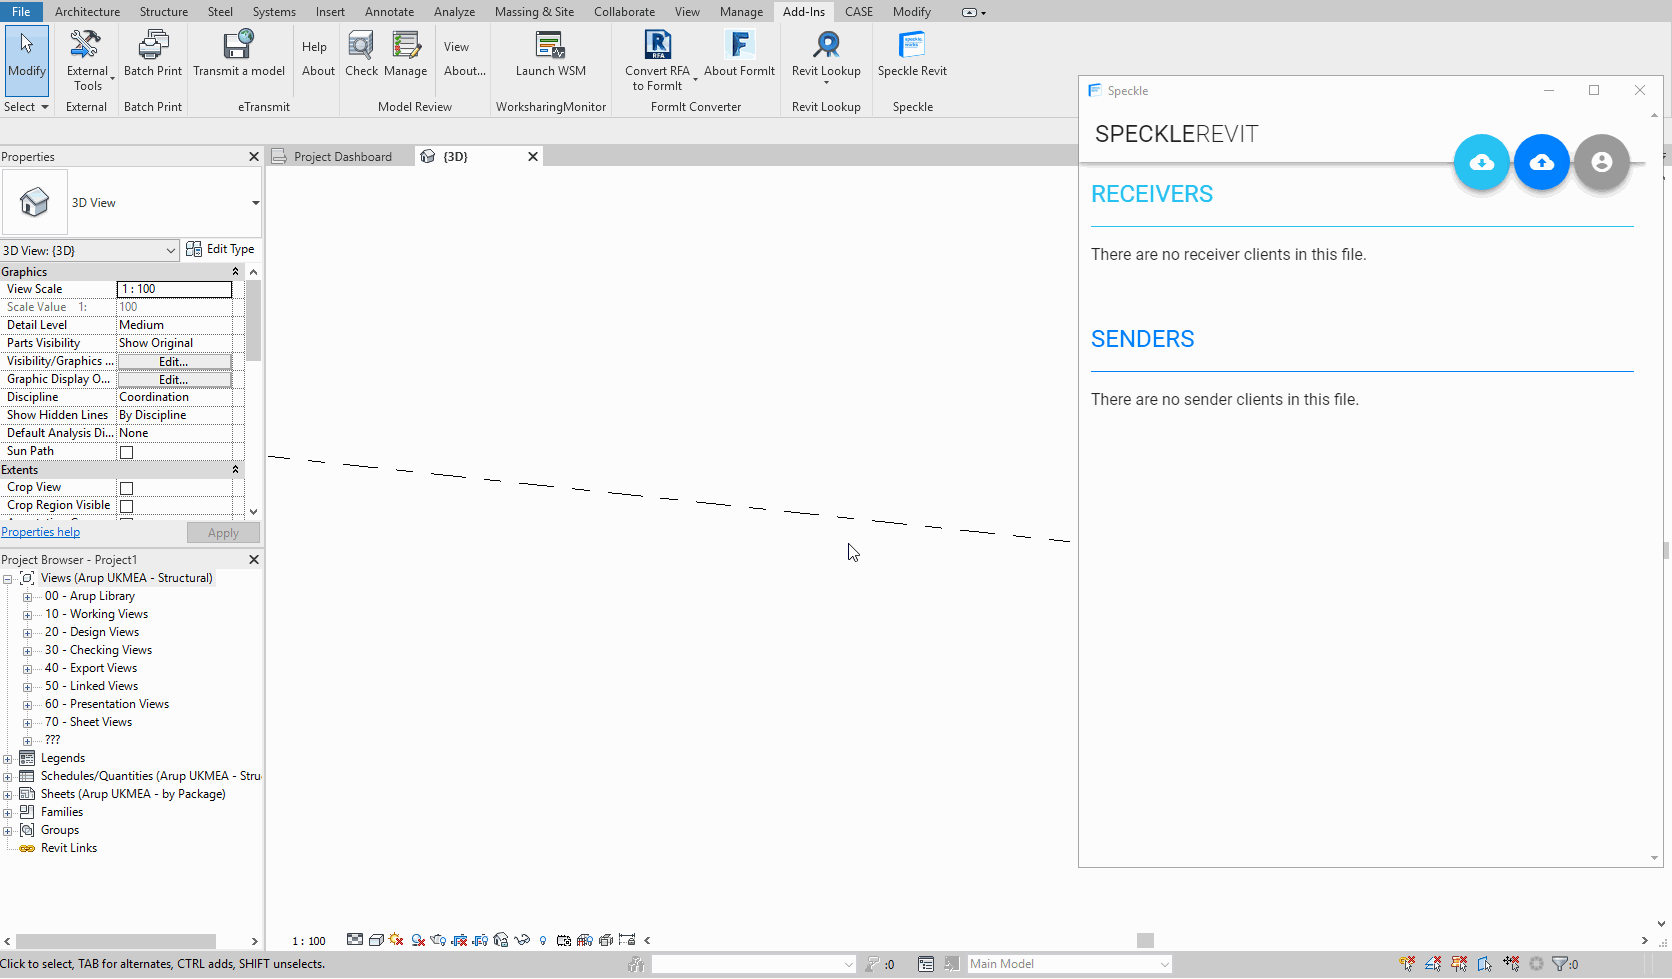 File Architecture Structure Steel Systems Insert Annotate Analyze Massing & Site Collaborate View Manage Add-Ins CASE Modify
Modify
External
Tools
Batch Print
Transmit a model
Help
About
Check
Manage
View
About...
Launch WSM
Convert RFA
to FormIt
About FormIt
Revit Lookup
Speckle Revit
Select External Batch Print eTransmit Model Review WorksharingMonitor FormIt Converter Revit Lookup Speckle
Properties
3D View
3D View: {3D} Edit Type
Graphics
View Scale 1 : 100
Scale Value 1: 100
Detail Level Medium
Parts Visibility Show Original
Visibility/Graphics ... Edit...
Graphic Display O... Edit...
Discipline Coordination
Show Hidden Lines By Discipline
Default Analysis Di... None
Sun Path
Extents
Crop View
Crop Region Visible
Properties help Apply
Project Browser - Project1
Views (Arup UKMEA - Structural)
00 - Arup Library
10 - Working Views
20 - Design Views
30 - Checking Views
40 - Export Views
50 - Linked Views
60 - Presentation Views
70 - Sheet Views
???
Legends
Schedules/Quantities (Arup UKMEA - Stru
Sheets (Arup UKMEA - by Package)
Families
Groups
Revit Links
Project Dashboard {3D}
Speckle
SPECKLEREVIT
RECEIVERS
There are no receiver clients in this file.
SENDERS
There are no sender clients in this file.
1 : 100
Click to select, TAB for alternates, CTRL adds, SHIFT unselects.
:0
Main Model
:0